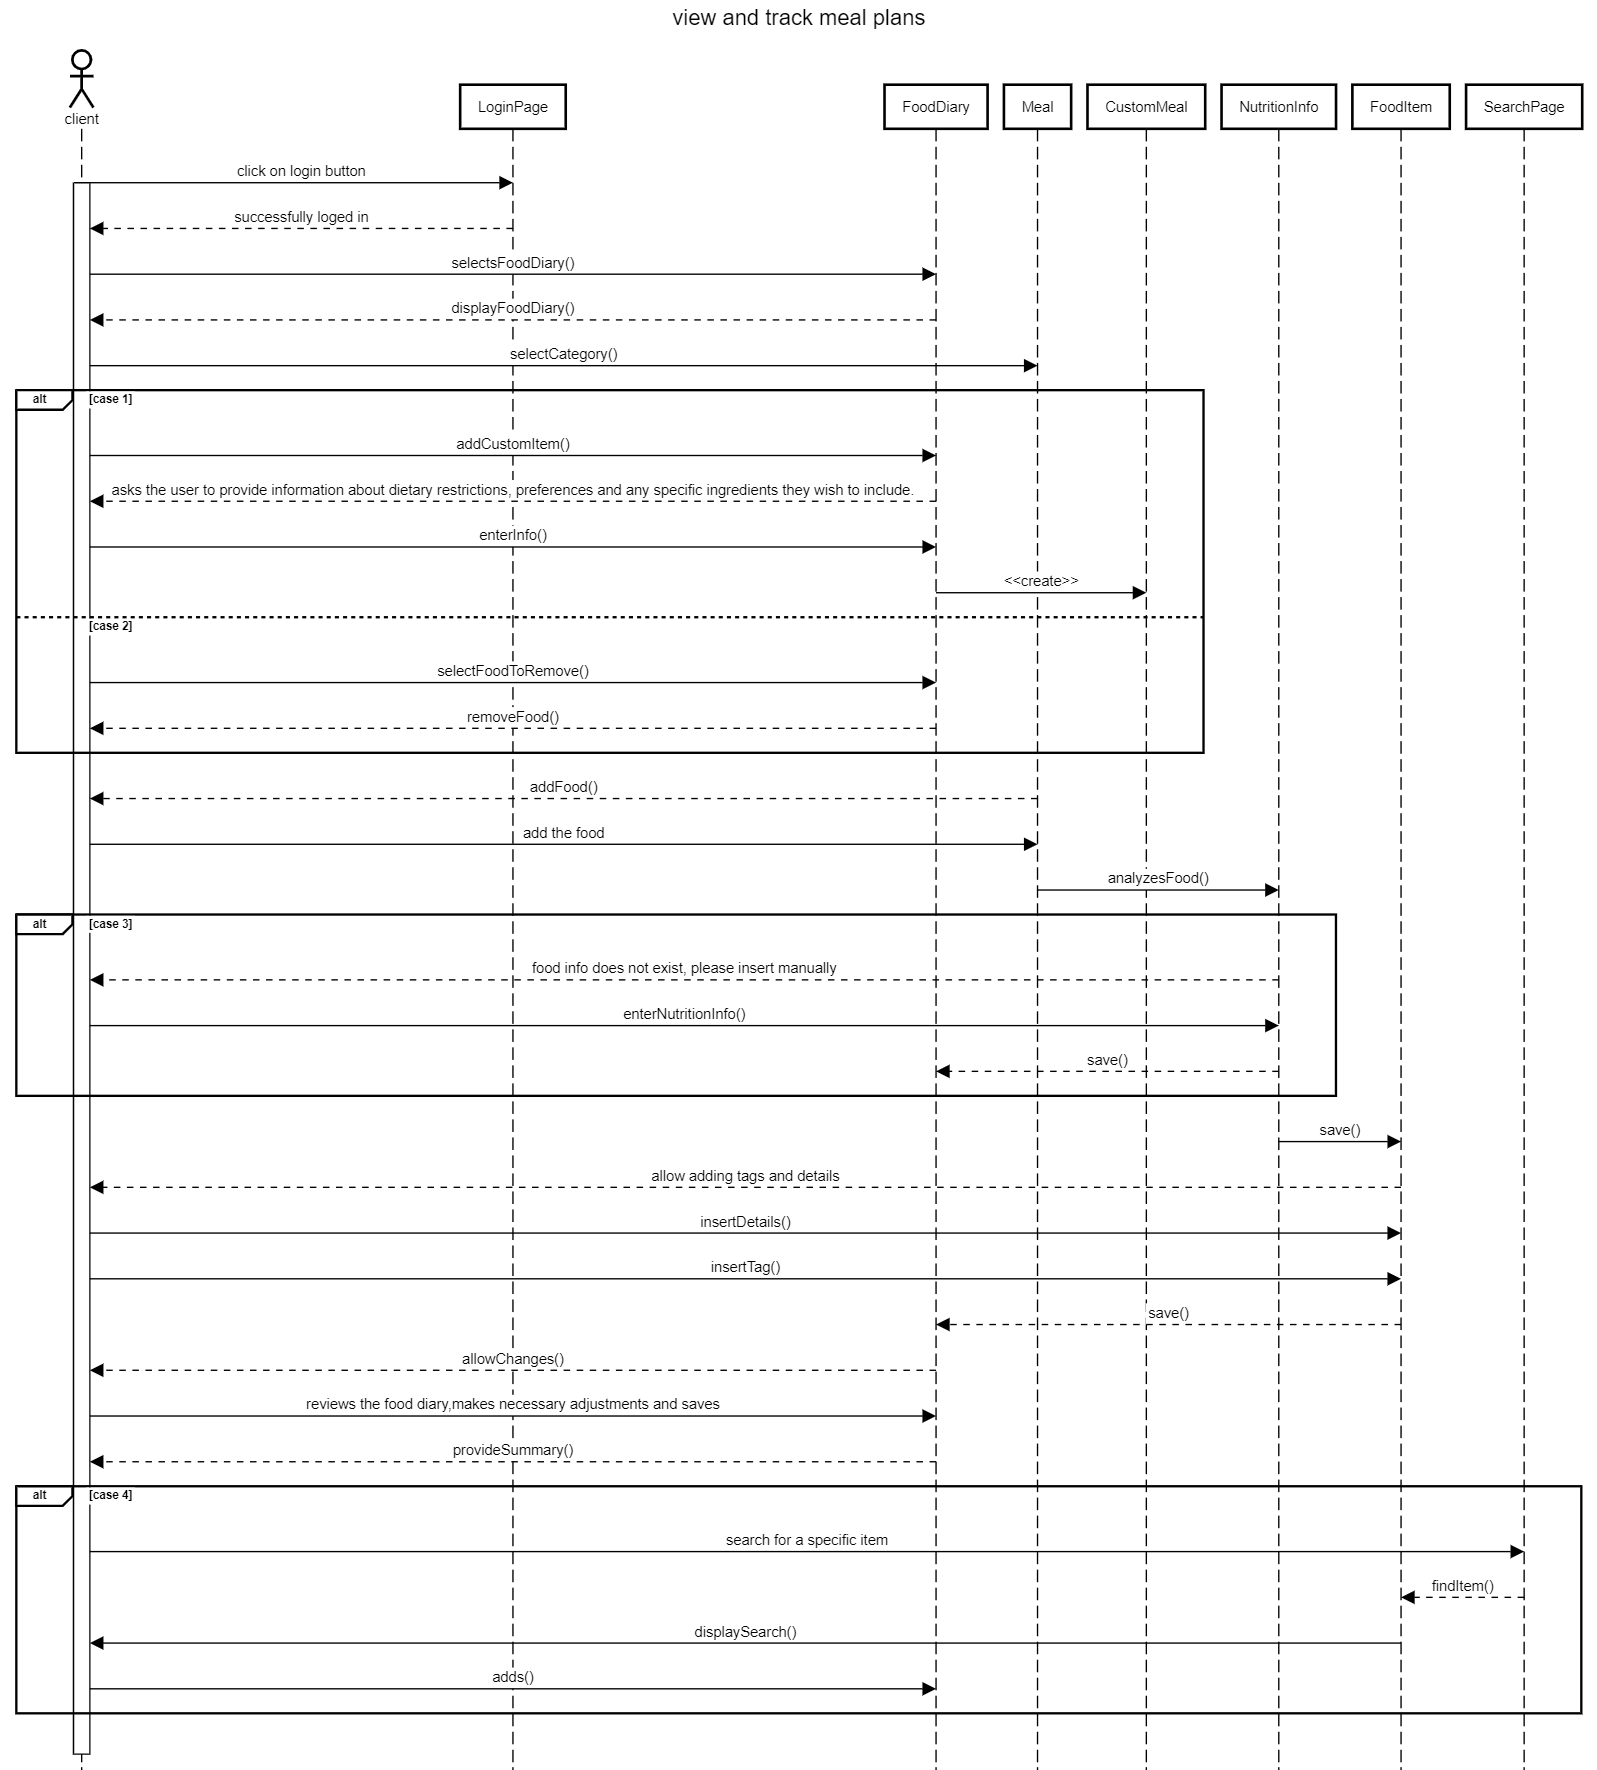 view and track meal plans
client
LoginPage
FoodDiary
Meal
CustomMeal
NutritionInfo
FoodItem
SearchPage
click on login button
successfully loged in
selectsFoodDiary()
displayFoodDiary()
selectCategory()
alt
[case 1]
addCustomItem()
asks the user to provide information about dietary restrictions, preferences and any specific ingredients they wish to include.
enterInfo()
<<create>>
[case 2]
selectFoodToRemove()
removeFood()
addFood()
add the food
analyzesFood()
alt
[case 3]
food info does not exist, please insert manually
enterNutritionInfo()
save()
save()
allow adding tags and details
insertDetails()
insertTag()
save()
allowChanges()
reviews the food diary,makes necessary adjustments and saves
provideSummary()
alt
[case 4]
search for a specific item
findItem()
displaySearch()
adds()